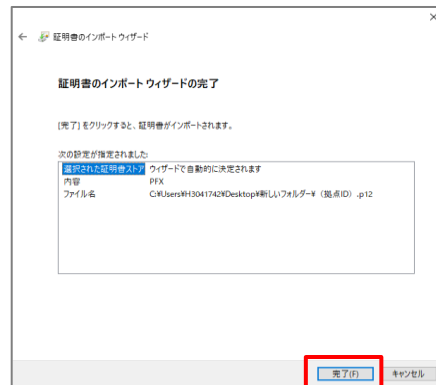 証明書のインポート ウィザード
証明書のインポート ウィザードの完了
[完了] をクリックすると、証明書がインポートされます。
次の設定が指定されました:
選択された証明書ストア ウィザードで自動的に決定されます
内容 PFX
ファイル名 C:¥Users¥H3041742¥Desktop¥新しいフォルダー¥（拠点ID）.p12
完了(F) キャンセル